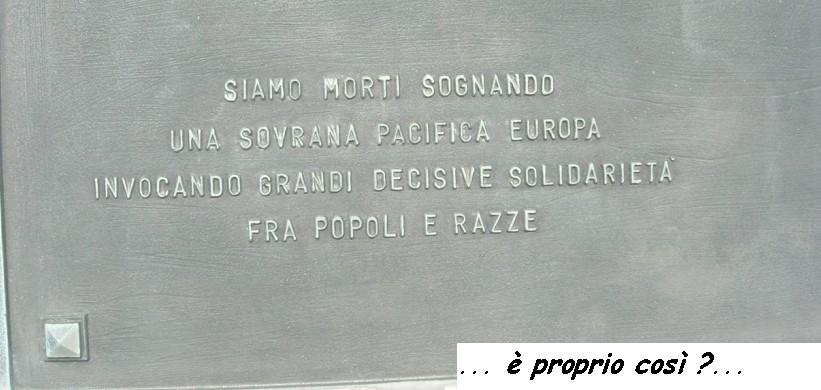 SIAMO MORTI SOGNANDO
UNA SOVRANA PACIFICA EUROPA
INVOCANDO GRANDI DECISIVE SOLIDARIETÀ
FRA POPOLI E RAZZE
... è proprio così ?...